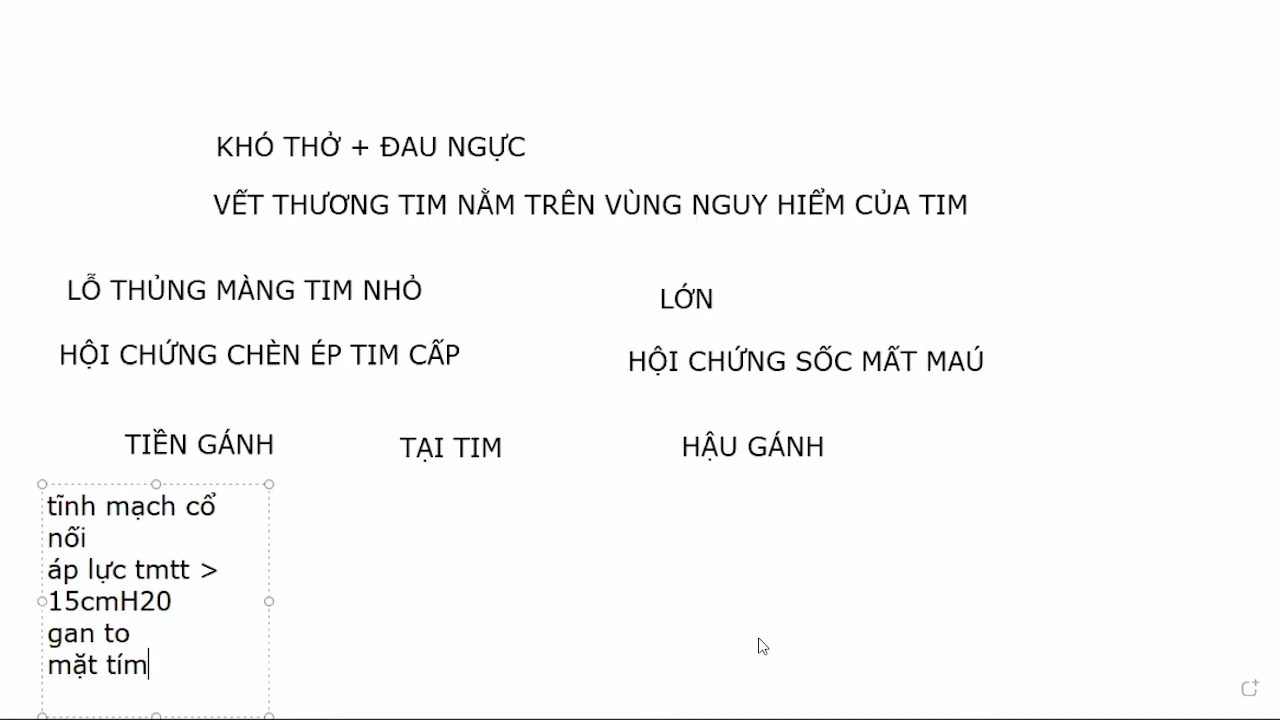 KHÓ THỞ + ĐAU NGỰC
VẾT THƯƠNG TIM NẰM TRÊN VÙNG NGUY HIỂM CỦA TIM
LỖ THỦNG MÀNG TIM NHỎ
LỚN
HỘI CHỨNG CHÈN ÉP TIM CẤP
HỘI CHỨNG SỐC MẤT MAÚ
TIỀN GÁNH
TẠI TIM
HẬU GÁNH
tĩnh mạch cổ
nối
áp lực tmtt >
15cmH20
gan to
mặt tím